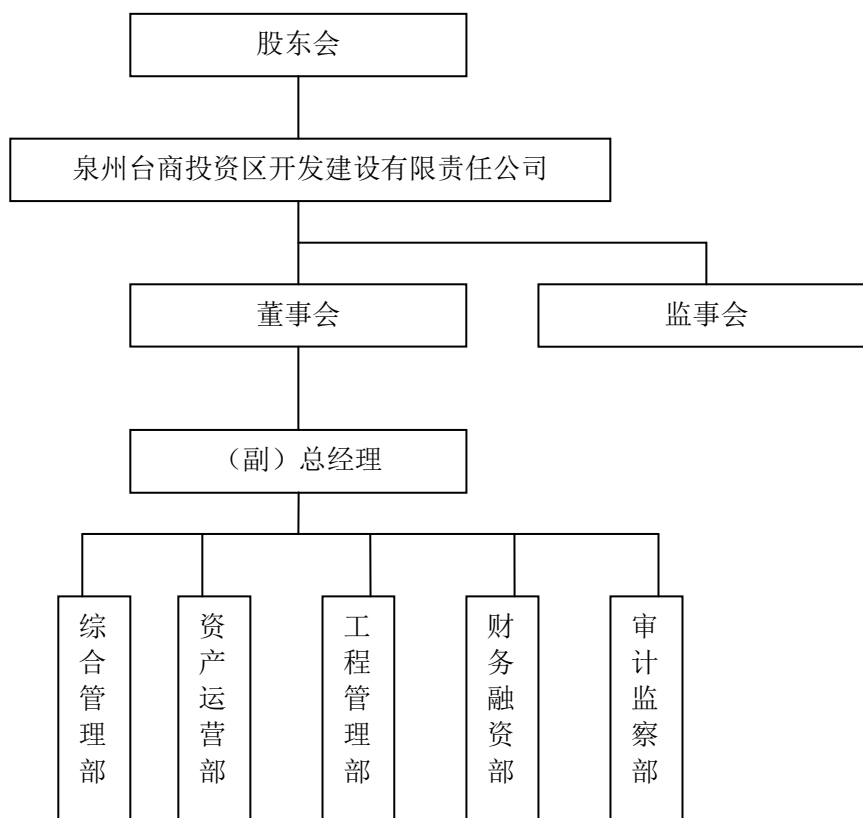 股东会
泉州台商投资区开发建设有限责任公司
董事会
监事会
（副）总经理
综合管理部
资产运营部
工程管理部
财务融资部
审计监察部